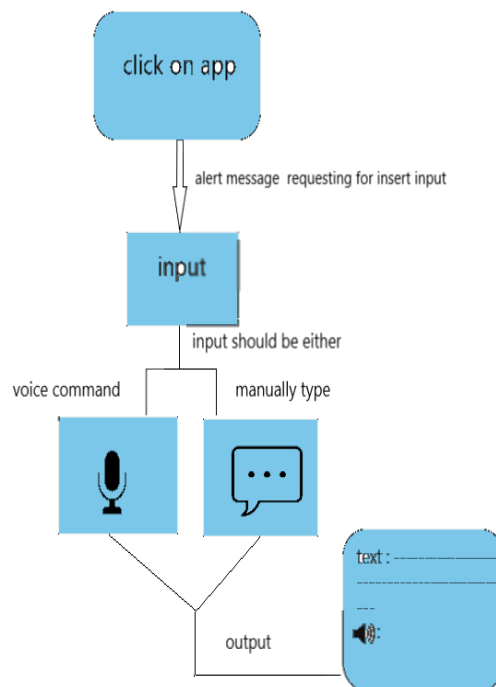 click on app
alert message requesting for insert input
input
input should be either
voice command
manually type
text : ---------------------
----------------------------
---
:
output